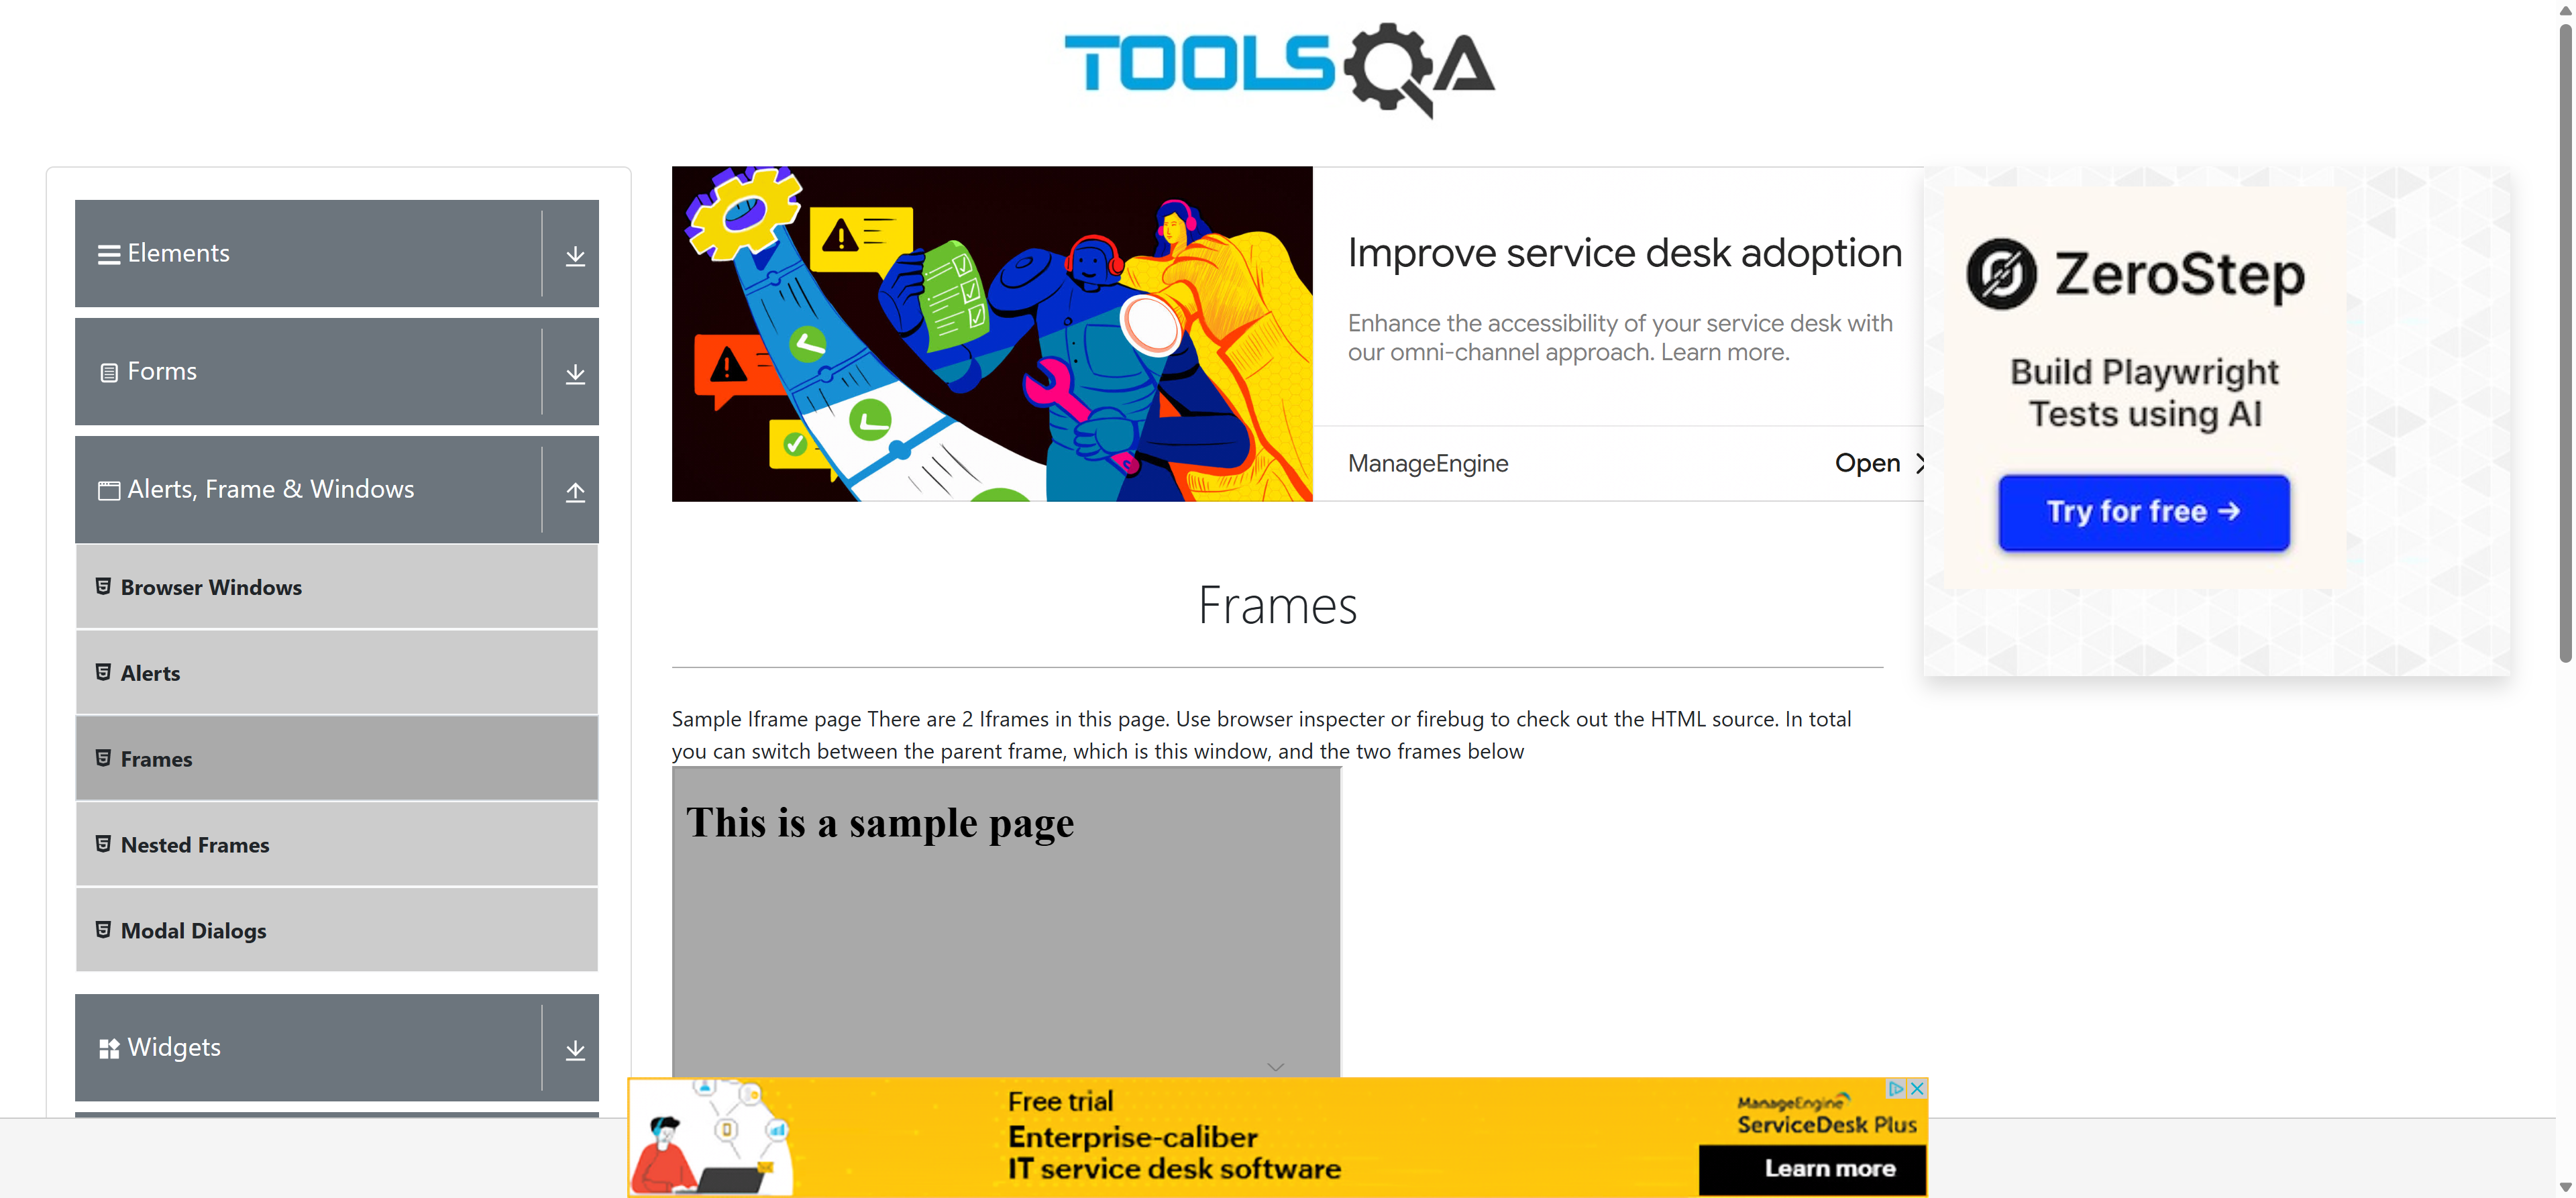 TOOLSQA
Elements
Forms
Alerts, Frame & Windows
Browser Windows
Alerts
Frames
Nested Frames
Modal Dialogs
Widgets
Improve service desk adoption
Enhance the accessibility of your service desk with
our omni-channel approach. Learn more.
ManageEngine
Open
ZeroStep
Build Playwright
Tests using AI
Try for free →
Frames
Sample Iframe page There are 2 Iframes in this page. Use browser inspecter or firebug to check out the HTML source. In total
you can switch between the parent frame, which is this window, and the two frames below
This is a sample page
Free trial
Enterprise-caliber
IT service desk software
ManageEngine
ServiceDesk Plus
Learn more